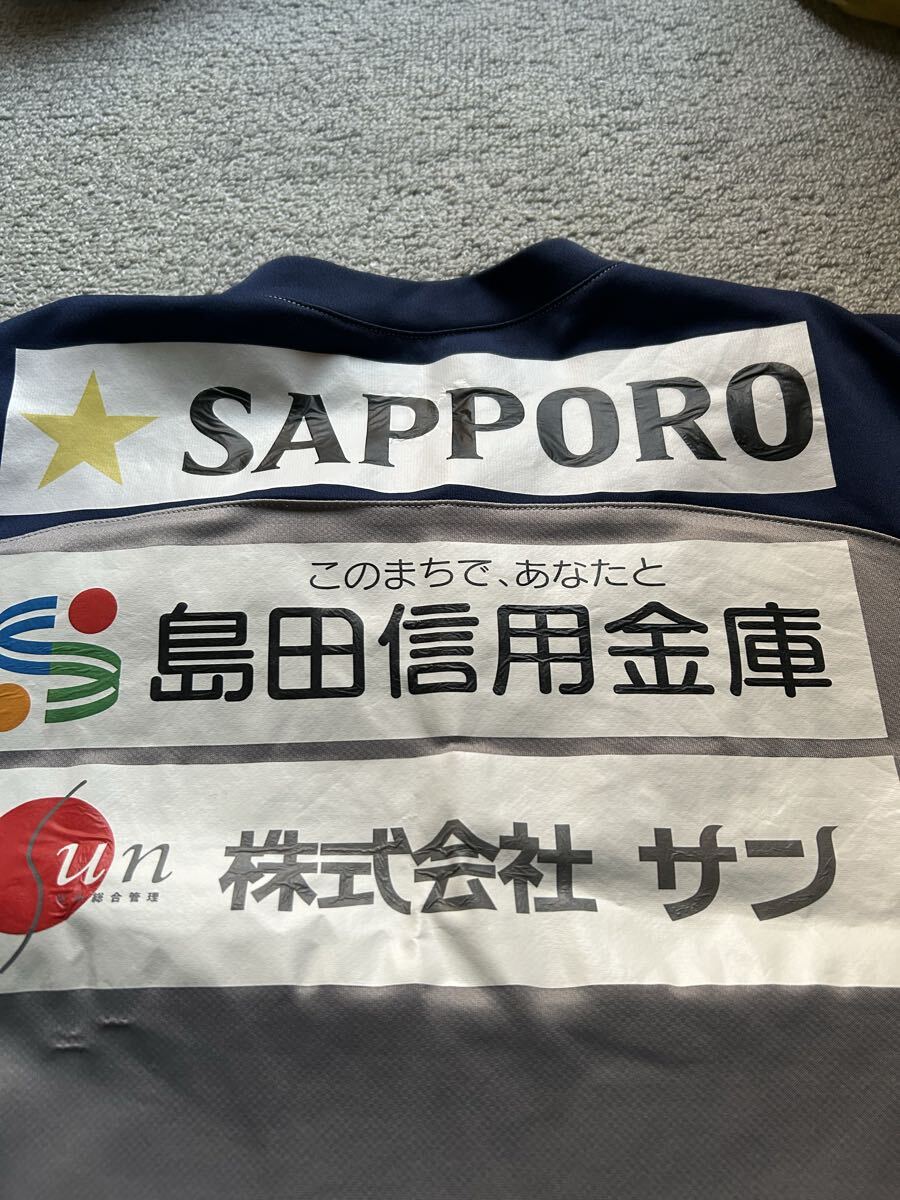 SAPPORO
このまちで、あなたと
島田信用金庫
Sun
総合管理
株式会社 サン